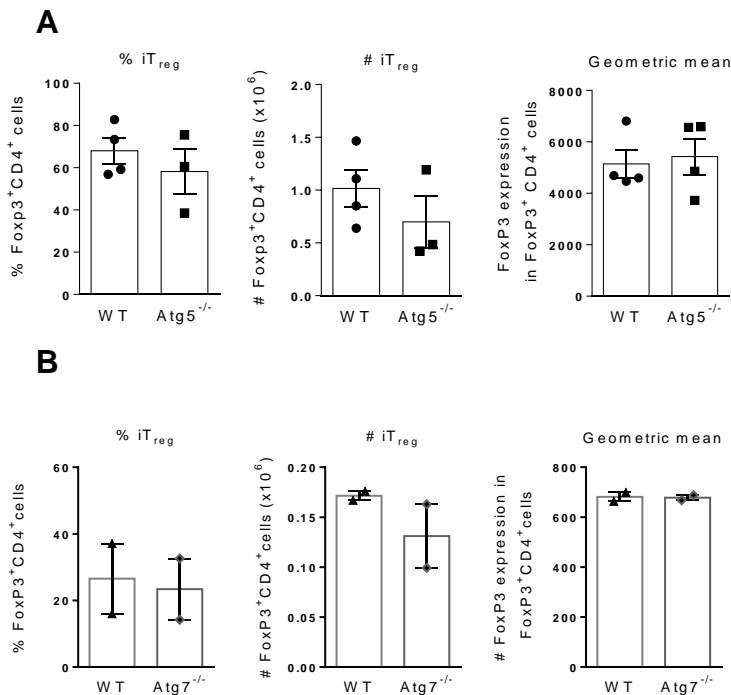 A
% iTreg
# iTreg
Geometric mean
% Foxp3+CD4+ cells
100
80
60
40
20
0
WT Atg5-/-
# Foxp3+CD4+ cells (x10^6)
2.0
1.5
1.0
0.5
0.0
WT Atg5-/-
FoxP3 expression
in FoxP3+ CD4+ cells
8000
6000
4000
2000
0
WT Atg5-/-
B
% iTreg
# iTreg
Geometric mean
% FoxP3+CD4+cells
60
40
20
0
WT Atg7-/-
# FoxP3+CD4+cells (x10^6)
0.20
0.15
0.10
0.05
0.00
WT Atg7-/-
# FoxP3 expression in
FoxP3+CD4+cells
800
600
400
200
0
WT Atg7-/-